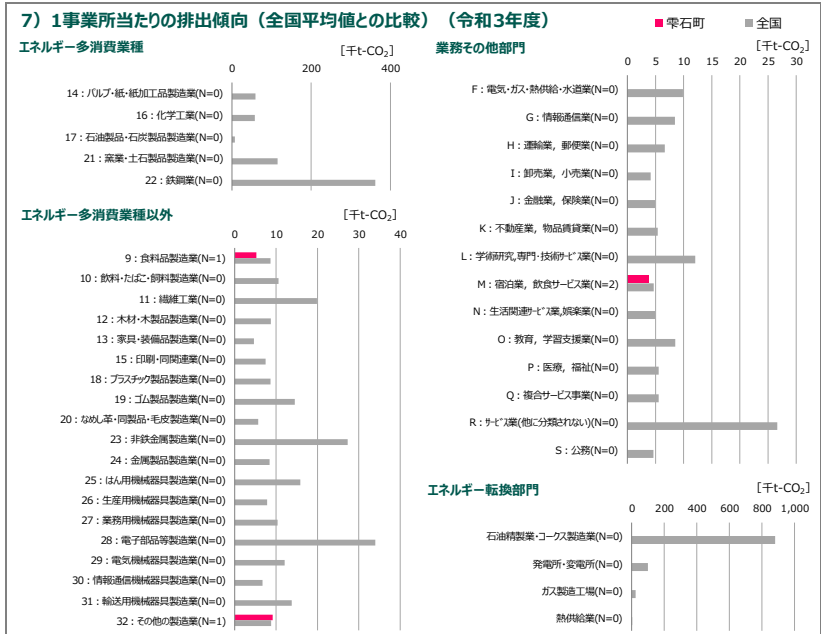 7）1事業所当たりの排出傾向（全国平均値との比較）（令和3年度）
■雫石町 ■全国
エネルギー多消費業種
[千t-CO₂]
0 200 400
14：パルプ・紙・紙加工品製造業(N=0)
16：化学工業(N=0)
17：石油製品・石炭製品製造業(N=0)
21：窯業・土石製品製造業(N=0)
22：鉄鋼業(N=0)
エネルギー多消費業種以外
[千t-CO₂]
0 10 20 30 40
9：食料品製造業(N=1)
10：飲料・たばこ・飼料製造業(N=0)
11：繊維工業(N=0)
12：木材・木製品製造業(N=0)
13：家具・装備品製造業(N=0)
15：印刷・同関連業(N=0)
18：プラスチック製品製造業(N=0)
19：ゴム製品製造業(N=0)
20：なめし革・同製品・毛皮製造業(N=0)
23：非鉄金属製造業(N=0)
24：金属製品製造業(N=0)
25：はん用機械器具製造業(N=0)
26：生産用機械器具製造業(N=0)
27：業務用機械器具製造業(N=0)
28：電子部品等製造業(N=0)
29：電気機械器具製造業(N=0)
30：情報通信機械器具製造業(N=0)
31：輸送用機械器具製造業(N=0)
32：その他の製造業(N=1)
業務その他部門
[千t-CO₂]
0 5 10 15 20 25 30
F：電気・ガス・熱供給・水道業(N=0)
G：情報通信業(N=0)
H：運輸業，郵便業(N=0)
I：卸売業，小売業(N=0)
J：金融業，保険業(N=0)
K：不動産業，物品賃貸業(N=0)
L：学術研究,専門・技術ｻｰﾋﾞｽ業(N=0)
M：宿泊業，飲食サービス業(N=2)
N：生活関連ｻｰﾋﾞｽ業,娯楽業(N=0)
O：教育，学習支援業(N=0)
P：医療，福祉(N=0)
Q：複合サービス事業(N=0)
R：ｻｰﾋﾞｽ業(他に分類されない)(N=0)
S：公務(N=0)
エネルギー転換部門
[千t-CO₂]
0 200 400 600 800 1,000
石油精製業・コークス製造業(N=0)
発電所・変電所(N=0)
ガス製造工場(N=0)
熱供給業(N=0)